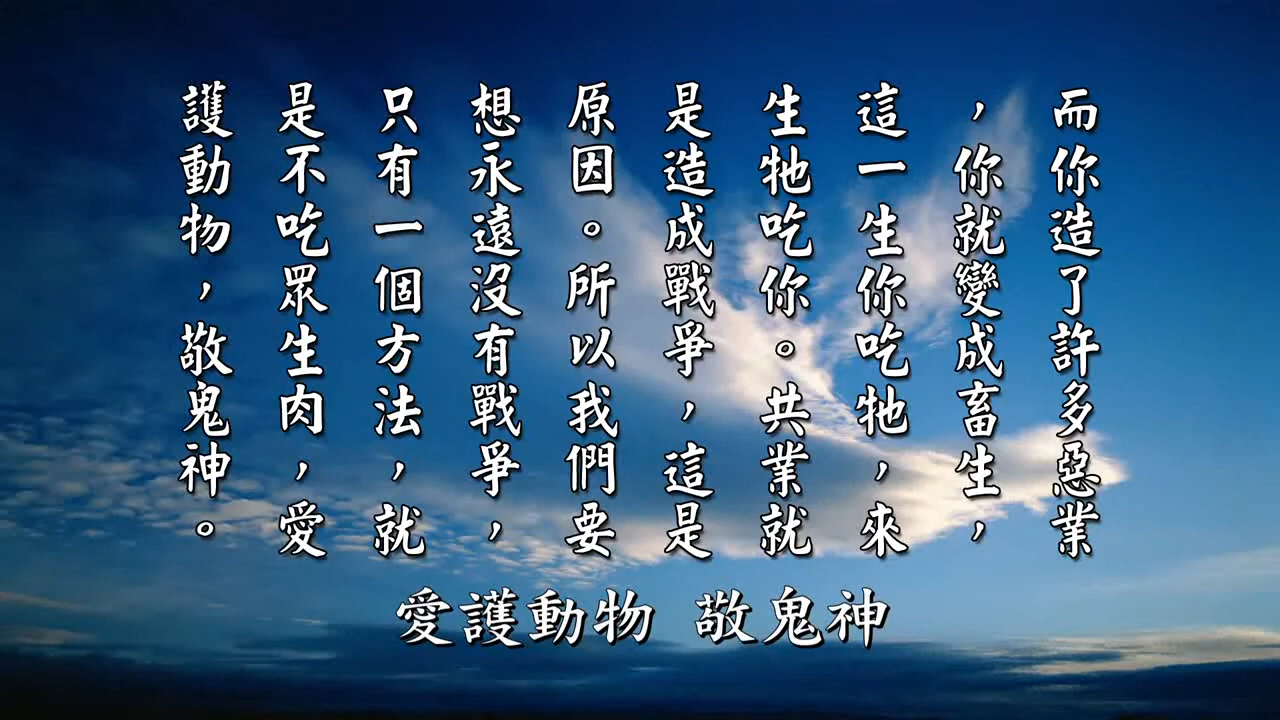 而你造了許多惡業
，你就變成畜生，
這一生你吃牠，來
生牠吃你。共業就
是造成戰爭，這是
原因。所以我們要
想永遠沒有戰爭，
只有一個方法，就
是不吃眾生肉，愛
護動物，敬鬼神。
愛護動物 敬鬼神